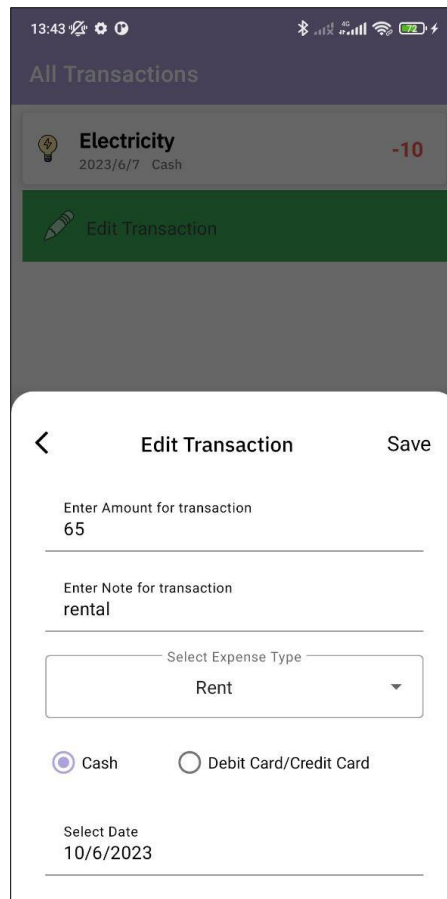 13:43 4G 72
All Transactions
Electricity -10
2023/6/7 Cash
Edit Transaction
Edit Transaction Save
Enter Amount for transaction
65
Enter Note for transaction
rental
Select Expense Type
Rent
Cash Debit Card/Credit Card
Select Date
10/6/2023